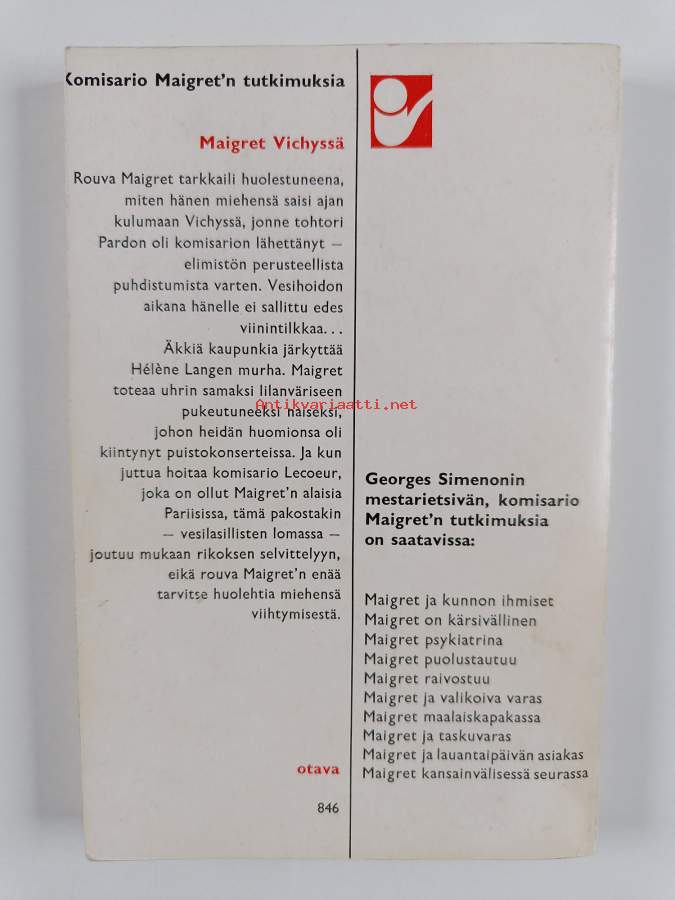 Komisario Maigret'n tutkimuksia
Maigret Vichyssä
Rouva Maigret tarkkaili huolestuneena,
miten hänen miehensä saisi ajan
kulumaan Vichyssä, jonne tohtori
Pardon oli komisarion lähettänyt —
elimistön perusteellista
puhdistumista varten. Vesihoidon
aikana hänelle ei sallittu edes
viinintilkkaa...
Äkkiä kaupunkia järkyttää
Hélène Langen murha. Maigret
toteaa uhrin samaksi lilanväriseen
pukeutuneeksi naiseksi,
johon heidän huomionsa oli
kiintynyt puistokonserteissa. Ja kun
juttua hoitaa komisario Lecoeur,
joka on ollut Maigret'n alaisia
Pariisissa, tämä pakostakin
— vesilasillisten lomassa —
joutuu mukaan rikoksen selvittelyyn,
eikä rouva Maigret'n enää
tarvitse huolehtia miehensä
viihtymisestä.
otava
846
Antikvariaatti.net
Georges Simenonin
mestarietsivän, komisario
Maigret'n tutkimuksia
on saatavissa:
Maigret ja kunnon ihmiset
Maigret on kärsivällinen
Maigret psykiatrina
Maigret puolustautuu
Maigret raivostuu
Maigret ja valikoiva varas
Maigret maalaiskapakassa
Maigret ja taskuvaras
Maigret ja lauantaipäivän asiakas
Maigret kansainvälisessä seurassa